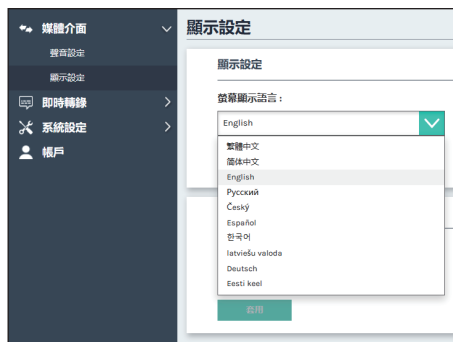 媒體介面
聲音設定
顯示設定
即時轉錄
系統設定
帳戶
顯示設定
顯示設定
螢幕顯示語言：
English
繁體中文
简体中文
English
Русский
Český
Español
한국어
latviešu valoda
Deutsch
Eesti keel
套用